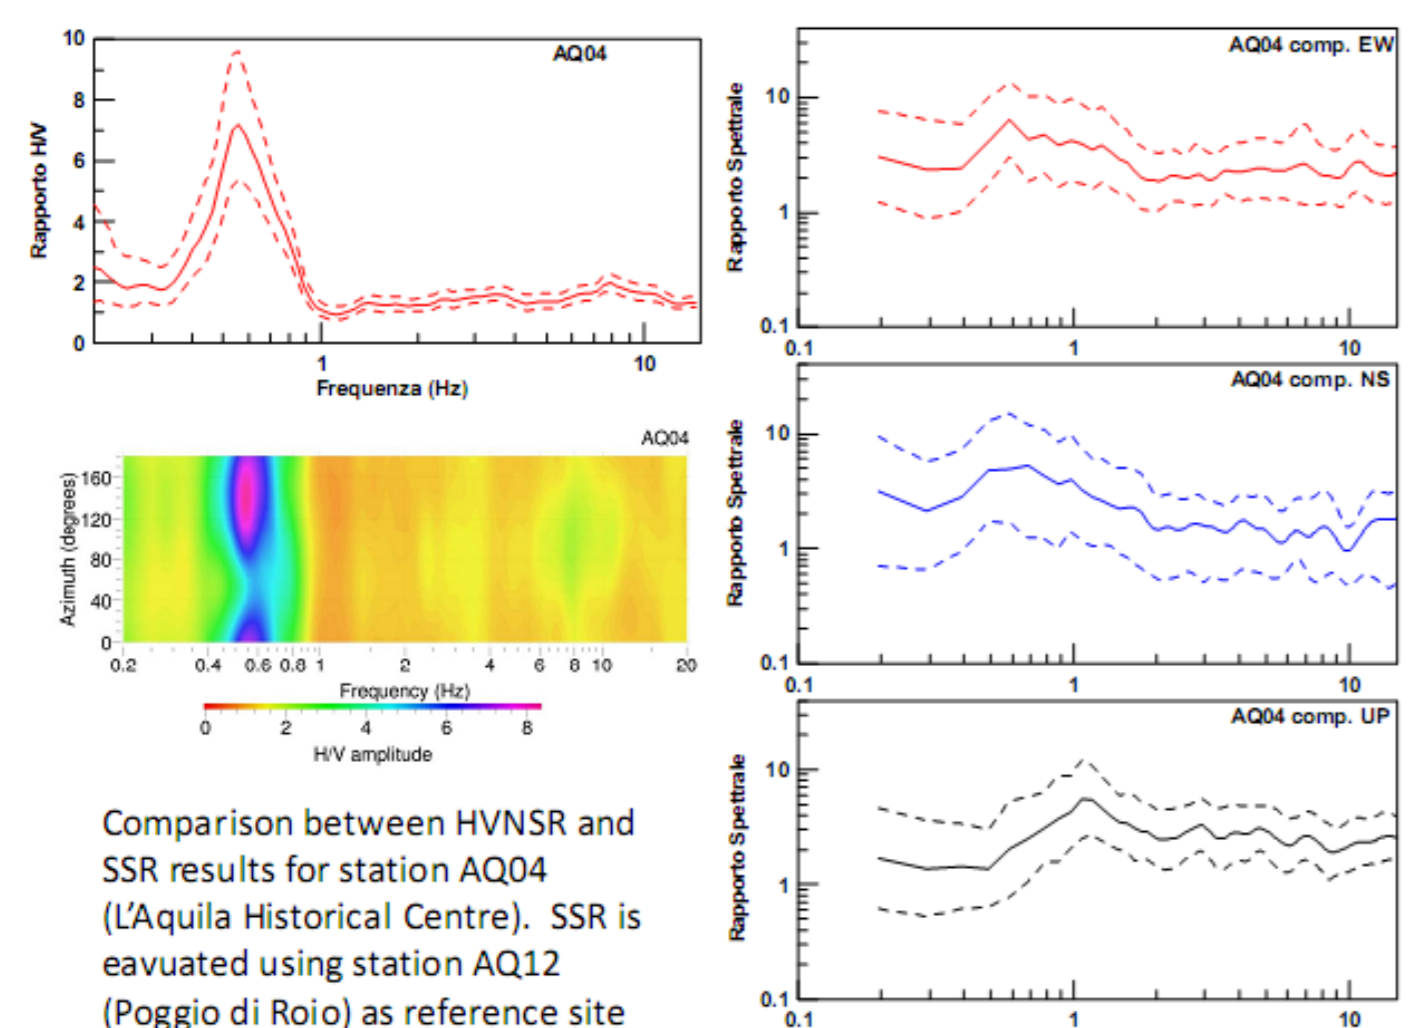 AQ04
10
8
6
4
2
0
Rapporto H/V
1
10
Frequenza (Hz)
AQ04
160
120
80
40
0
Azimuth (degrees)
0.2
0.4
0.6
0.8
1
2
4
6
8
10
20
Frequency (Hz)
0
2
4
6
8
H/V amplitude
Comparison between HVNSR and
SSR results for station AQ04
(L’Aquila Historical Centre).  SSR is
eavuated using station AQ12
(Poggio di Roio) as reference site
AQ04 comp. EW
10
1
0.1
Rapporto Spettrale
0.1
1
10
AQ04 comp. NS
10
1
0.1
Rapporto Spettrale
0.1
1
10
AQ04 comp. UP
10
1
0.1
Rapporto Spettrale
0.1
1
10